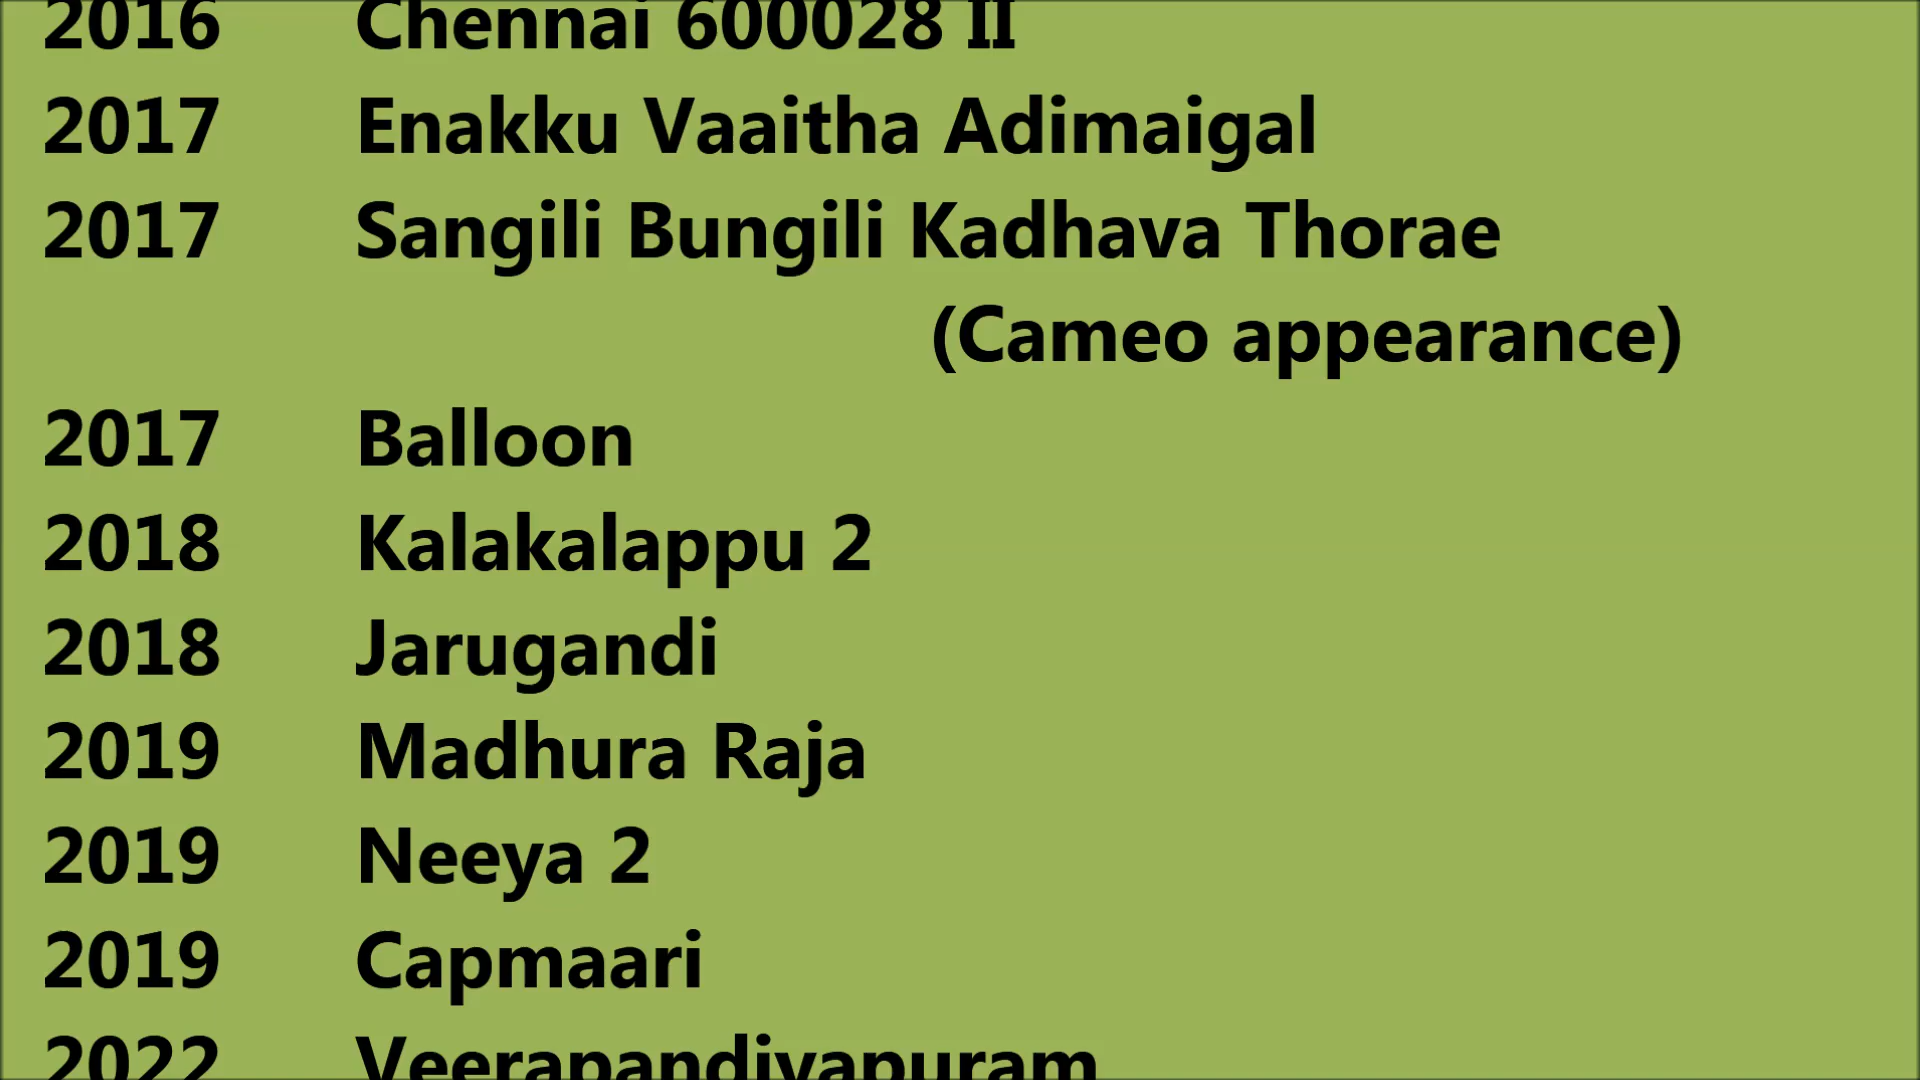 2016 Chennai 600028 II
2017 Enakku Vaaitha Adimaigal
2017 Sangili Bungili Kadhava Thorae
(Cameo appearance)
2017 Balloon
2018 Kalakalappu 2
2018 Jarugandi
2019 Madhura Raja
2019 Neeya 2
2019 Capmaari
2022 Veerapandiyapuram